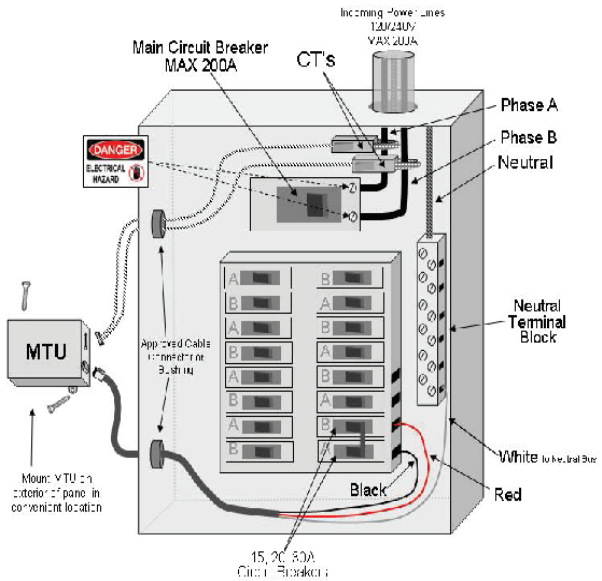 Incoming Power Lines
120/240V
MAX 200A
Main Circuit Breaker
MAX 200A
CT's
Phase A
Phase B
Neutral
DANGER
ELECTRICAL
HAZARD
A
B
A
B
A
B
A
B
B
A
B
A
B
A
B
A
Neutral
Terminal
Block
MTU
Approved Cable
Connector or
Bushing
Mount MTU on
exterior of panel in
convenient location
White to Neutral Bus
Red
Black
15, 20, 30A
Circuit Breakers